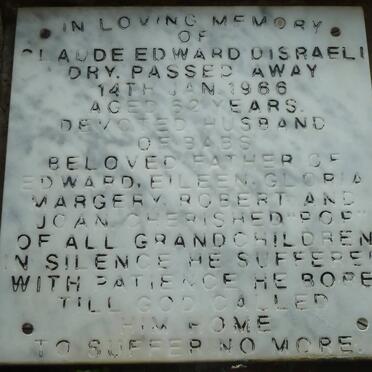 IN LOVING MEMORY
OF
CLAUDE EDWARD DISRAELI
DRY. PASSED AWAY
14TH JAN. 1966
AGED 62 YEARS.
DEVOTED HUSBAND
OF BABS.
BELOVED FATHER OF
EDWARD, EILEEN, GLORIA
MARGERY, ROBERT AND
JOAN. CHERISHED "POP"
OF ALL GRANDCHILDREN
IN SILENCE HE SUFFERED
WITH PATIENCE HE BORE
TILL GOD CALLED
HIM HOME
TO SUFFER NO MORE.